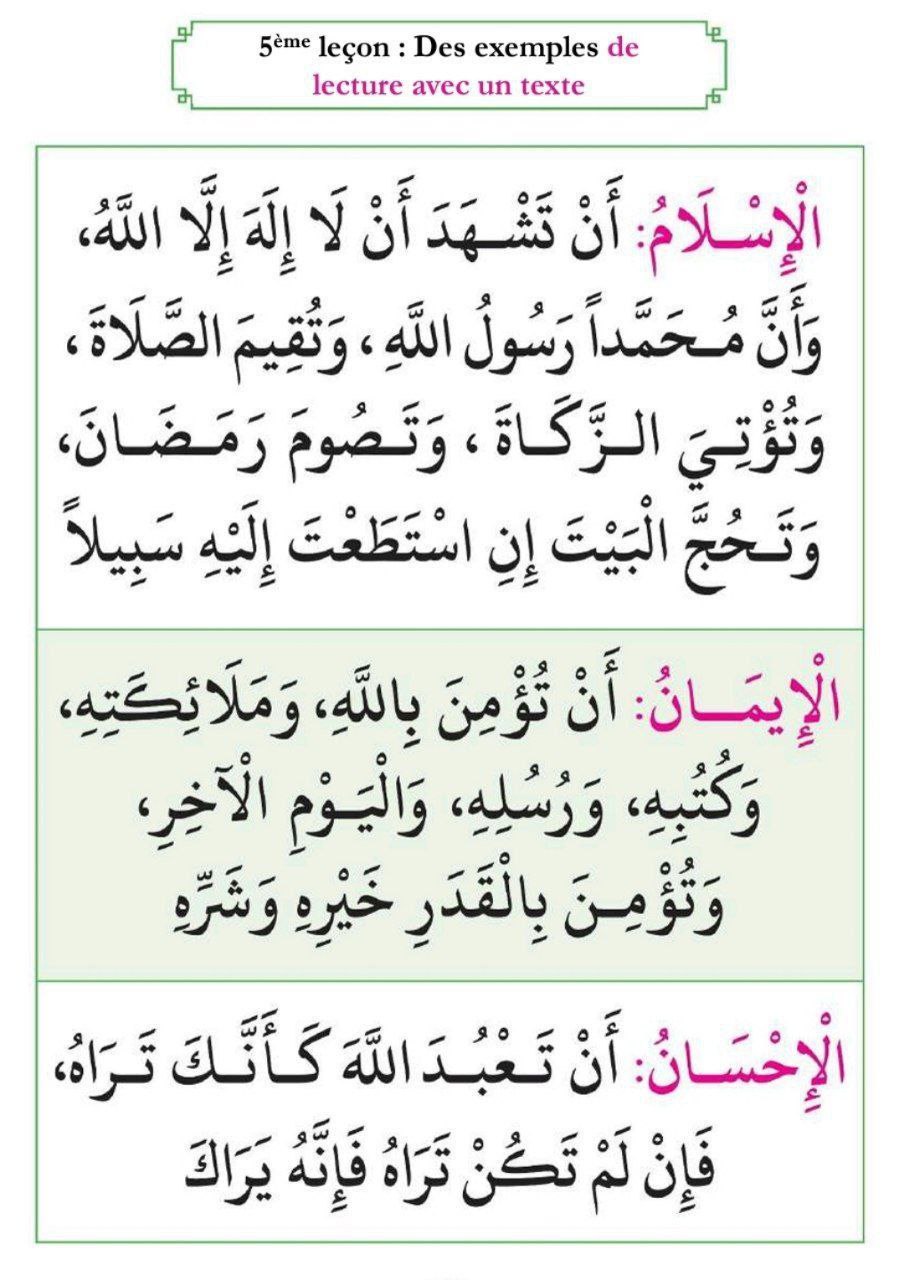 5ème leçon : Des exemples de
lecture avec un texte
الْإِسْلَامُ: أَنْ تَشْهَدَ أَنْ لَا إِلَهَ إِلَّا اللَّهُ،
وَأَنَّ مُحَمَّداً رَسُولُ اللَّهِ، وَتُقِيمَ الصَّلَاةَ،
وَتُؤْتِيَ الزَّكَاةَ، وَتَصُومَ رَمَضَانَ،
وَتَحُجَّ الْبَيْتَ إِنِ اسْتَطَعْتَ إِلَيْهِ سَبِيلاً
الْإِيمَانُ: أَنْ تُؤْمِنَ بِاللَّهِ، وَمَلَائِكَتِهِ،
وَكُتُبِهِ، وَرُسُلِهِ، وَالْيَوْمِ الْآخِرِ،
وَتُؤْمِنَ بِالْقَدَرِ خَيْرِهِ وَشَرِّهِ
الْإِحْسَانُ: أَنْ تَعْبُدَ اللَّهَ كَأَنَّكَ تَرَاهُ،
فَإِنْ لَمْ تَكُنْ تَرَاهُ فَإِنَّهُ يَرَاكَ